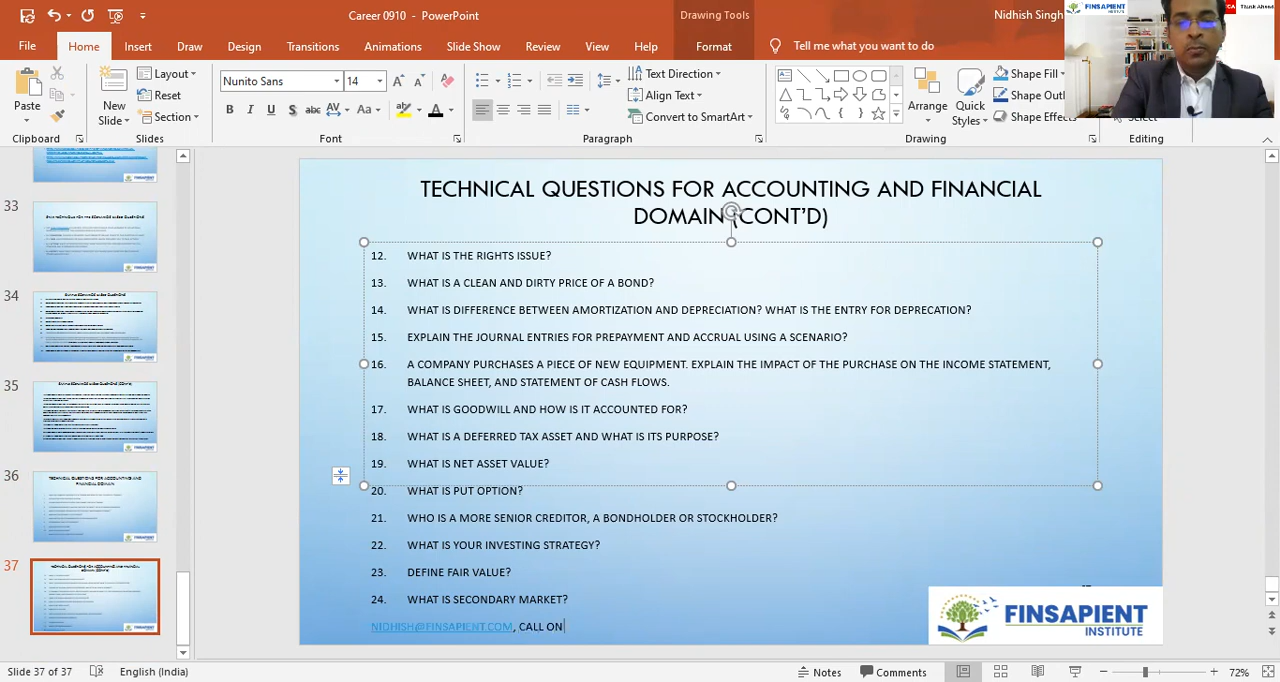 Career 0910 - PowerPoint
Drawing Tools
Nidhish Singh
FINSAPIENT
File Home Insert Draw Design Transitions Animations Slide Show Review View Help Format Tell me what you want to do
Paste
New Slide
Layout
Reset
Section
Nunito Sans 14
Text Direction
Align Text
Convert to SmartArt
Arrange
Quick Styles
Shape Fill
Shape Out
Shape Effects
Select
Clipboard Slides Font Paragraph Drawing Editing
33
34
35
36
37
TECHNICAL QUESTIONS FOR ACCOUNTING AND FINANCIAL
DOMAIN (CONT'D)
12. WHAT IS THE RIGHTS ISSUE?
13. WHAT IS A CLEAN AND DIRTY PRICE OF A BOND?
14. WHAT IS DIFFERENCE BETWEEN AMORTIZATION AND DEPRECIATION? WHAT IS THE ENTRY FOR DEPRECATION?
15. EXPLAIN THE JOURNAL ENTRIES FOR PREPAYMENT AND ACCRUAL BASED SCENARIO?
16. A COMPANY PURCHASES A PIECE OF NEW EQUIPMENT. EXPLAIN THE IMPACT OF THE PURCHASE ON THE INCOME STATEMENT,
BALANCE SHEET, AND STATEMENT OF CASH FLOWS.
17. WHAT IS GOODWILL AND HOW IS IT ACCOUNTED FOR?
18. WHAT IS A DEFERRED TAX ASSET AND WHAT IS ITS PURPOSE?
19. WHAT IS NET ASSET VALUE?
20. WHAT IS PUT OPTION?
21. WHO IS A MORE SENIOR CREDITOR, A BONDHOLDER OR STOCKHOLDER?
22. WHAT IS YOUR INVESTING STRATEGY?
23. DEFINE FAIR VALUE?
24. WHAT IS SECONDARY MARKET?
NIDHISH@FINSAPIENT.COM, CALL ON
FINSAPIENT
INSTITUTE
Slide 37 of 37 English (India) Notes Comments 72%